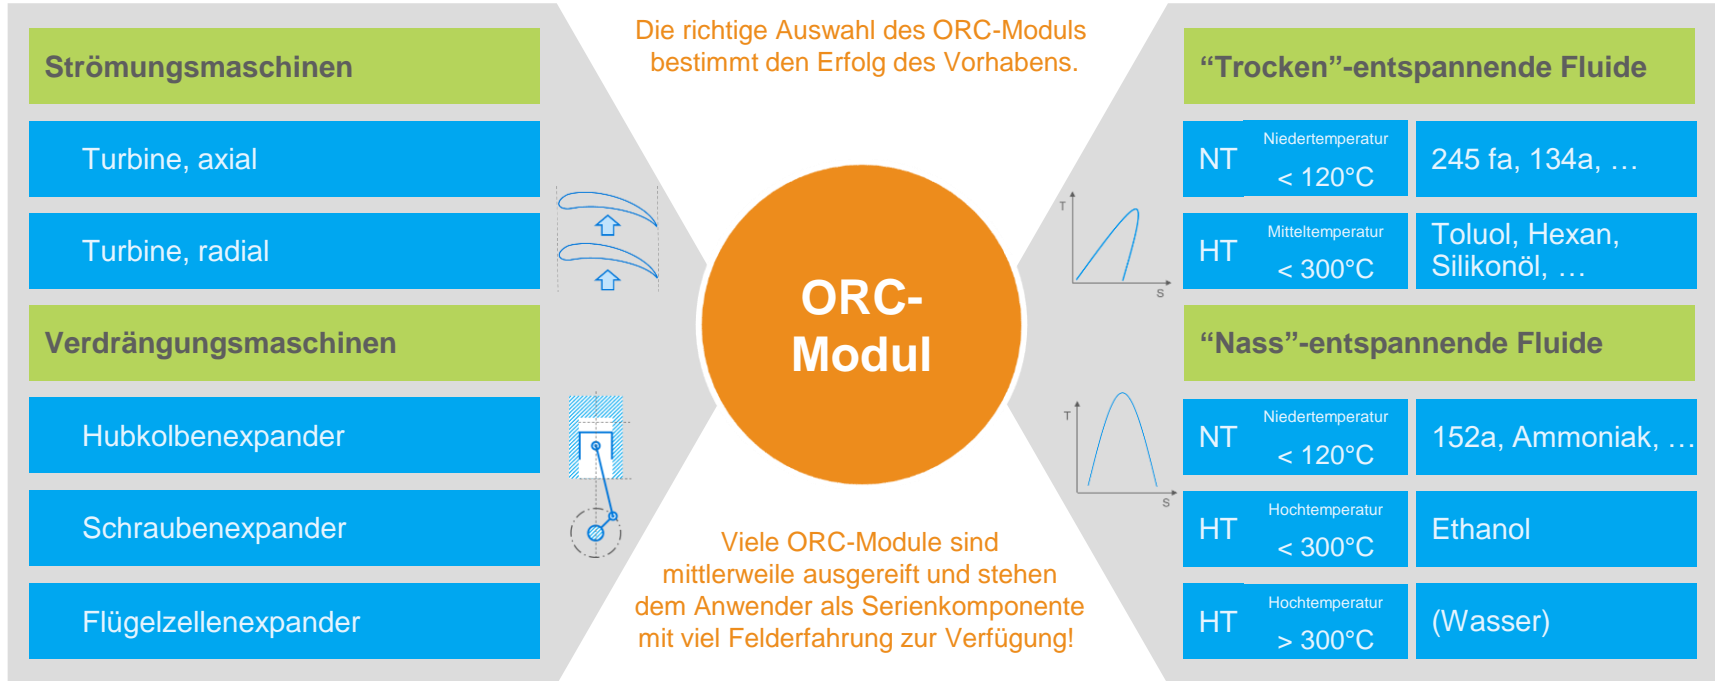 Strömungsmaschinen
Turbine, axial
Turbine, radial
Verdrängungsmaschinen
Hubkolbenexpander
Schraubenexpander
Flügelzellenexpander
Die richtige Auswahl des ORC-Moduls
bestimmt den Erfolg des Vorhabens.
ORC-
Modul
Viele ORC-Module sind
mittlerweile ausgereift und stehen
dem Anwender als Serienkomponente
mit viel Felderfahrung zur Verfügung!
T
S
T
S
“Trocken”-entspannende Fluide
NT
Niedertemperatur
< 120°C
245 fa, 134a, …
HT
Mitteltemperatur
< 300°C
Toluol, Hexan,
Silikonöl, …
“Nass”-entspannende Fluide
NT
Niedertemperatur
< 120°C
152a, Ammoniak, …
HT
Hochtemperatur
< 300°C
Ethanol
HT
Hochtemperatur
> 300°C
(Wasser)